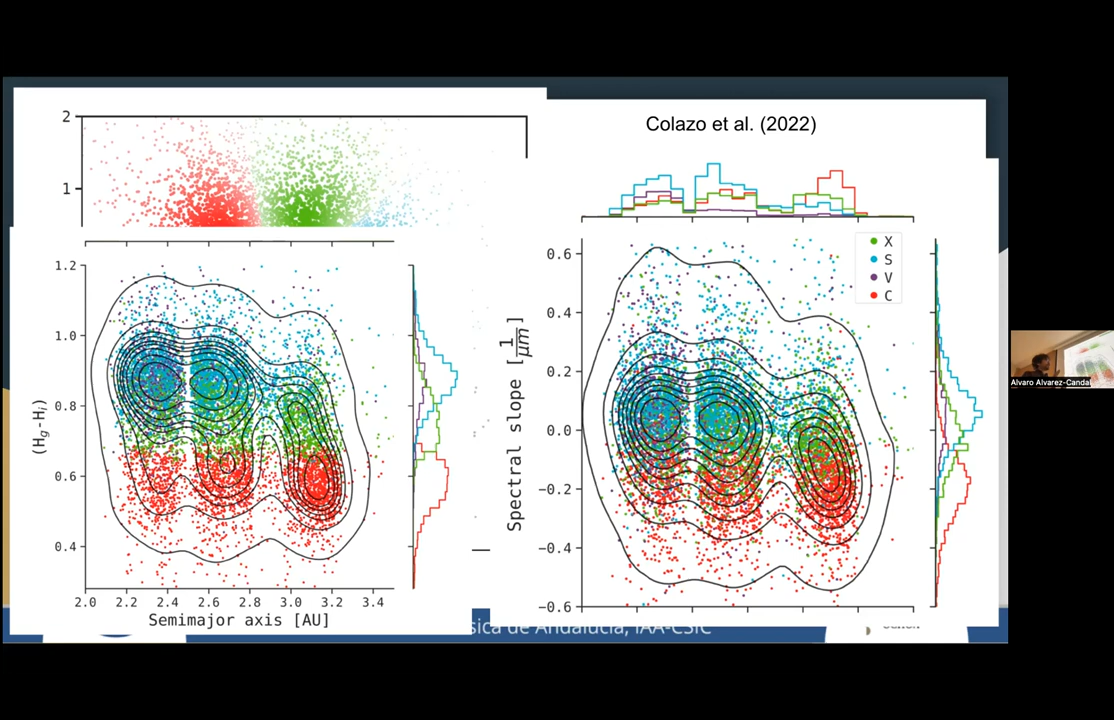 Colazo et al. (2022)
2
1
1.2
1.0
0.8
0.6
0.4
(Hg-Hi)
2.0 2.2 2.4 2.6 2.8 3.0 3.2 3.4
Semimajor axis [AU]
X
S
V
C
0.6
0.4
0.2
0.0
−0.2
−0.4
−0.6
Spectral slope [1/μm]
de Andalucía, IAA-CSIC
Alvaro Alvarez-Candal